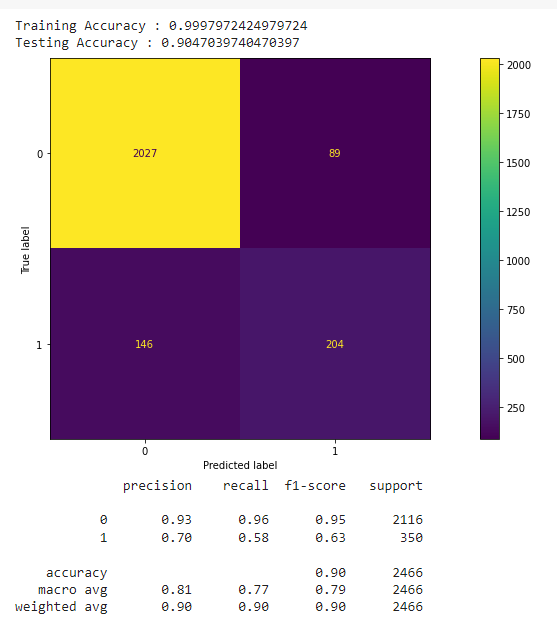 Training Accuracy : 0.9997972424979724
Testing Accuracy : 0.9047039740470397
2000
1750
1500
1250
1000
750
500
250
True label
0
2027 89
1
146 204
0 1
Predicted label
precision recall f1-score support
0 0.93 0.96 0.95 2116
1 0.70 0.58 0.63 350
accuracy 0.90 2466
macro avg 0.81 0.77 0.79 2466
weighted avg 0.90 0.90 0.90 2466